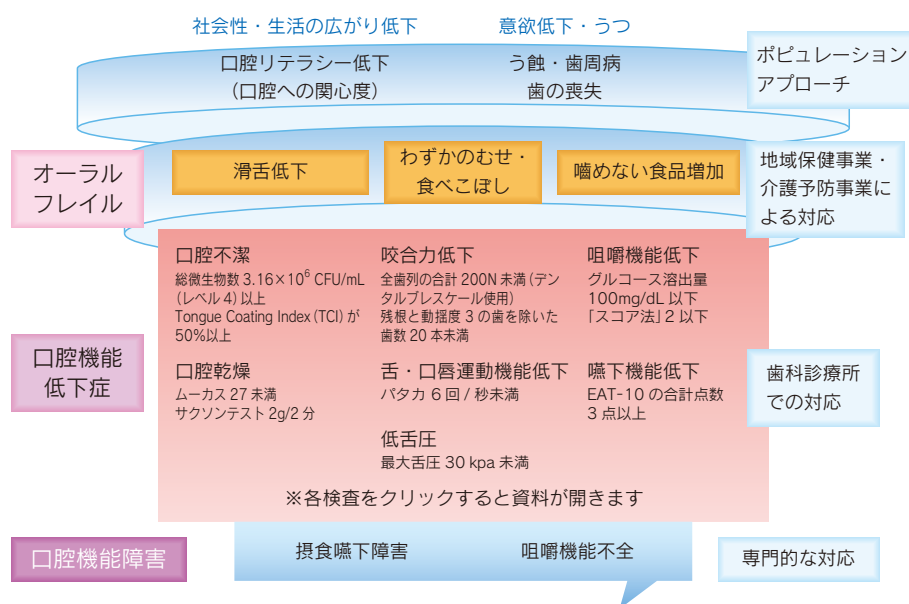 社会性・生活の広がり低下
意欲低下・うつ
口腔リテラシー低下
(口腔への関心度)
う蝕・歯周病
歯の喪失
ポピュレーション
アプローチ
オーラル
フレイル
滑舌低下
わずかのむせ・
食べこぼし
嚙めない食品増加
地域保健事業・
介護予防事業に
よる対応
口腔機能
低下症
口腔不潔
総微生物数 3.16×10⁶ CFU/mL
(レベル 4) 以上
Tongue Coating Index (TCI) が
50%以上
咬合力低下
全歯列の合計 200N 未満 (デン
タルプレスケール使用)
残根と動揺度 3 の歯を除いた
歯数 20 本未満
咀嚼機能低下
グルコース溶出量
100mg/dL 以下
「スコア法」2 以下
口腔乾燥
ムーカス 27 未満
サクソンテスト 2g/2 分
舌・口唇運動機能低下
パタカ 6 回 / 秒未満
嚥下機能低下
EAT-10 の合計点数
3 点以上
低舌圧
最大舌圧 30 kpa 未満
※各検査をクリックすると資料が開きます
歯科診療所
での対応
口腔機能障害
摂食嚥下障害
咀嚼機能不全
専門的な対応